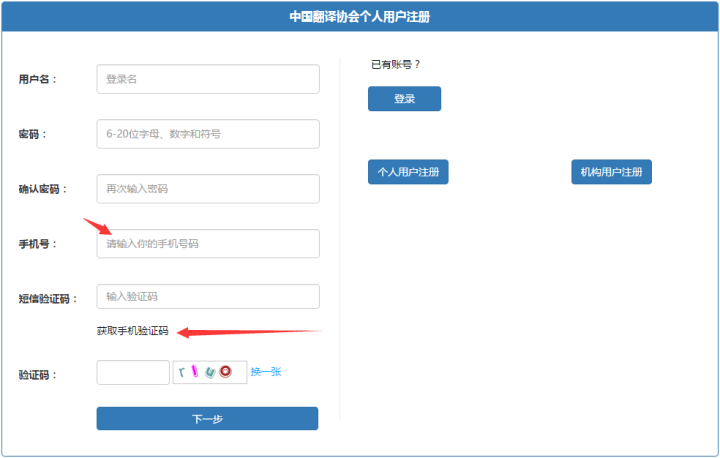 中国翻译协会个人用户注册
用户名：
登录名
密码：
6-20位字母、数字和符号
确认密码：
再次输入密码
手机号：
请输入你的手机号码
短信验证码：
输入验证码
获取手机验证码
验证码：
换一张
下一步
已有账号？
登录
个人用户注册
机构用户注册